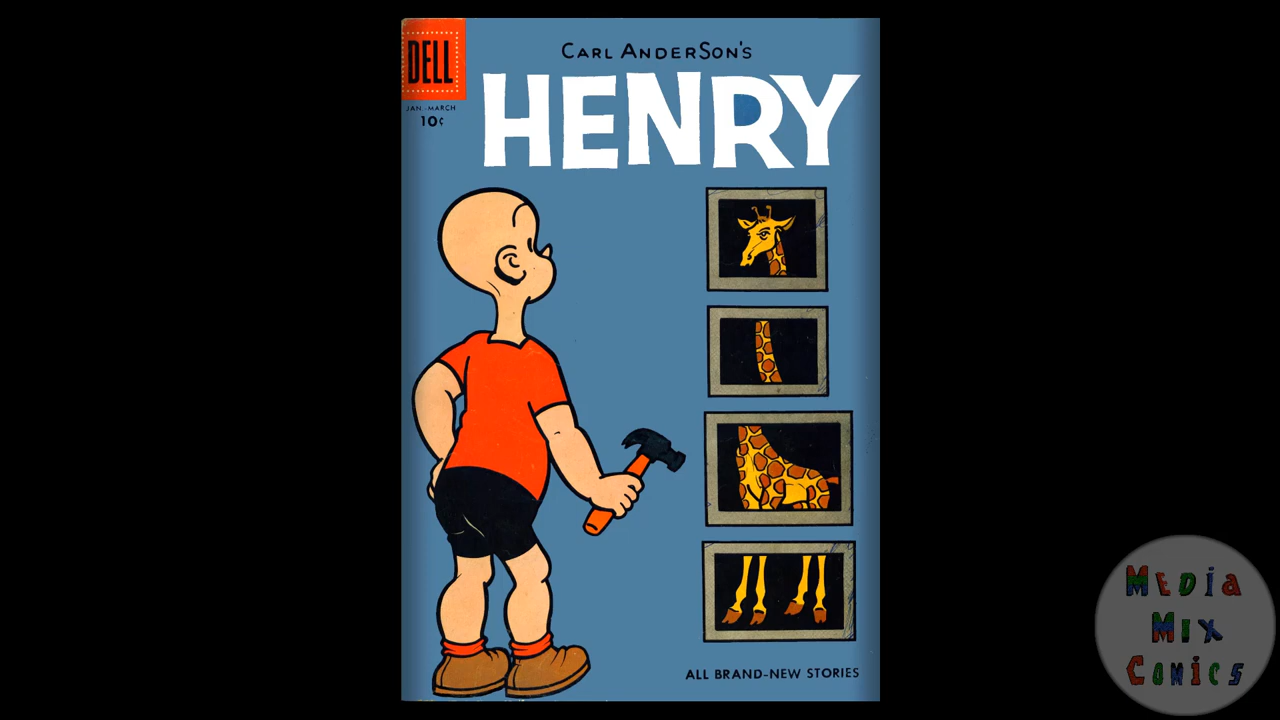 DELL
JAN.-MARCH
10¢
CARL ANDERSON'S
HENRY
ALL BRAND-NEW STORIES
MEDIA
MIX
COMICS